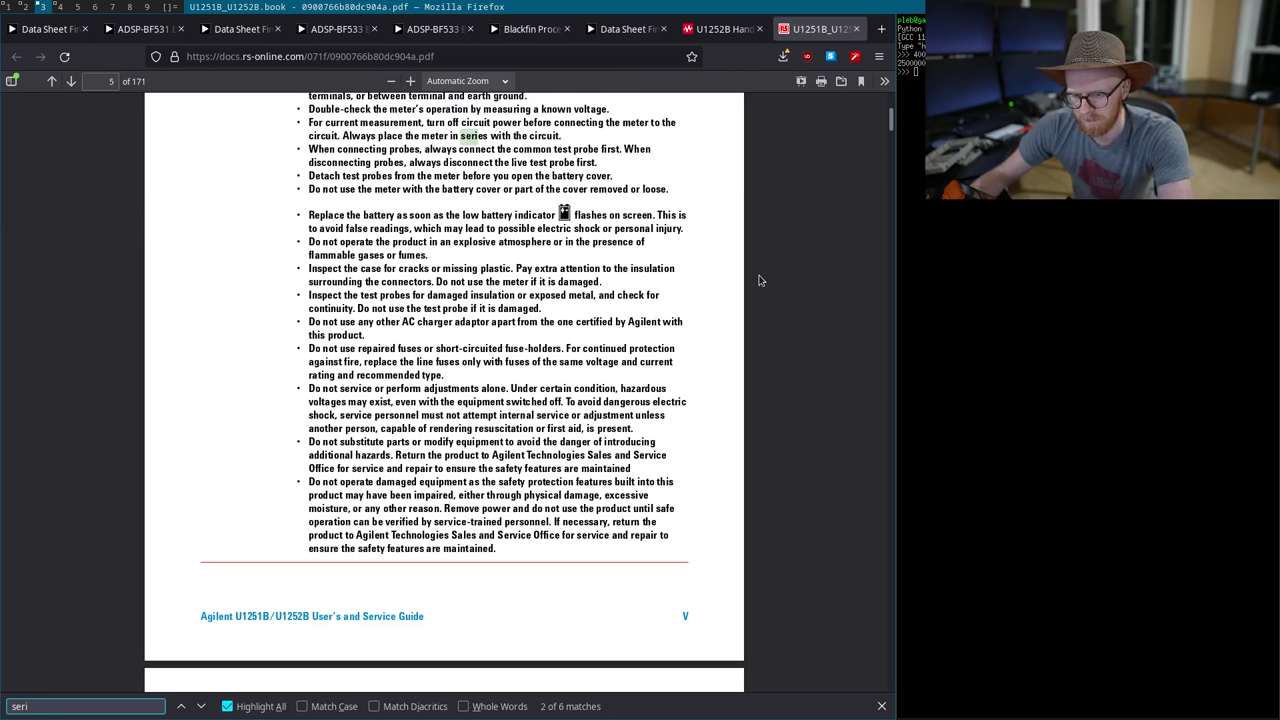 1 2 3 4 5 6 7 8 9 []= U1251B_U1252B.book - 0900766b80dc904a.pdf — Mozilla Firefox
Data Sheet Fi
ADSP-BF531
Data Sheet Fi
ADSP-BF533
ADSP-BF533
Blackfin Proce
Data Sheet Fi
U1252B Hand
U1251B_U12
https://docs.rs-online.com/071f/0900766b80dc904a.pdf
5 of 171
Automatic Zoom
terminals, or between terminal and earth ground.
• Double-check the meter's operation by measuring a known voltage.
• For current measurement, turn off circuit power before connecting the meter to the
circuit. Always place the meter in series with the circuit.
• When connecting probes, always connect the common test probe first. When
disconnecting probes, always disconnect the live test probe first.
• Detach test probes from the meter before you open the battery cover.
• Do not use the meter with the battery cover or part of the cover removed or loose.
• Replace the battery as soon as the low battery indicator flashes on screen. This is
to avoid false readings, which may lead to possible electric shock or personal injury.
• Do not operate the product in an explosive atmosphere or in the presence of
flammable gases or fumes.
• Inspect the case for cracks or missing plastic. Pay extra attention to the insulation
surrounding the connectors. Do not use the meter if it is damaged.
• Inspect the test probes for damaged insulation or exposed metal, and check for
continuity. Do not use the test probe if it is damaged.
• Do not use any other AC charger adaptor apart from the one certified by Agilent with
this product.
• Do not use repaired fuses or short-circuited fuse-holders. For continued protection
against fire, replace the line fuses only with fuses of the same voltage and current
rating and recommended type.
• Do not service or perform adjustments alone. Under certain condition, hazardous
voltages may exist, even with the equipment switched off. To avoid dangerous electric
shock, service personnel must not attempt internal service or adjustment unless
another person, capable of rendering resuscitation or first aid, is present.
• Do not substitute parts or modify equipment to avoid the danger of introducing
additional hazards. Return the product to Agilent Technologies Sales and Service
Office for service and repair to ensure the safety features are maintained
• Do not operate damaged equipment as the safety protection features built into this
product may have been impaired, either through physical damage, excessive
moisture, or any other reason. Remove power and do not use the product until safe
operation can be verified by service-trained personnel. If necessary, return the
product to Agilent Technologies Sales and Service Office for service and repair to
ensure the safety features are maintained.
Agilent U1251B/U1252B User's and Service Guide V
seri
Highlight All
Match Case
Match Diacritics
Whole Words
2 of 6 matches
pleb@ga
Python
[GCC 11
Type "h
>>> 400
2500000
>>>